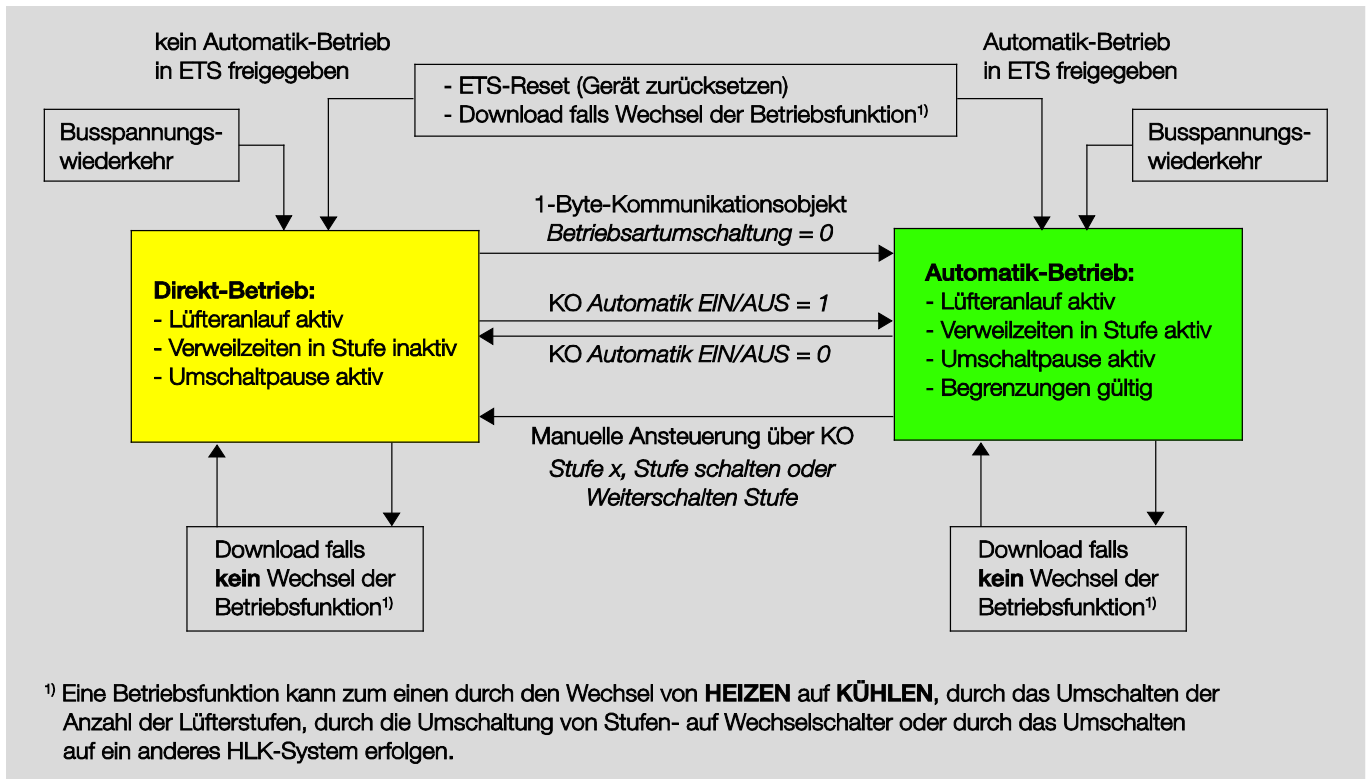 kein Automatik-Betrieb
in ETS freigegeben
Automatik-Betrieb
in ETS freigegeben
- ETS-Reset (Gerät zurücksetzen)
- Download falls Wechsel der Betriebsfunktion¹⁾
Busspannungs-
wiederkehr
Busspannungs-
wiederkehr
1-Byte-Kommunikationsobjekt
Betriebsartumschaltung = 0
Direkt-Betrieb:
- Lüfteranlauf aktiv
- Verweilzeiten in Stufe inaktiv
- Umschaltpause aktiv
KO Automatik EIN/AUS = 1
KO Automatik EIN/AUS = 0
Automatik-Betrieb:
- Lüfteranlauf aktiv
- Verweilzeiten in Stufe aktiv
- Umschaltpause aktiv
- Begrenzungen gültig
Manuelle Ansteuerung über KO
Stufe x, Stufe schalten oder
Weiterschalten Stufe
Download falls
kein Wechsel der
Betriebsfunktion¹⁾
Download falls
kein Wechsel der
Betriebsfunktion¹⁾
¹⁾ Eine Betriebsfunktion kann zum einen durch den Wechsel von HEIZEN auf KÜHLEN, durch das Umschalten der
Anzahl der Lüfterstufen, durch die Umschaltung von Stufen- auf Wechselschalter oder durch das Umschalten
auf ein anderes HLK-System erfolgen.